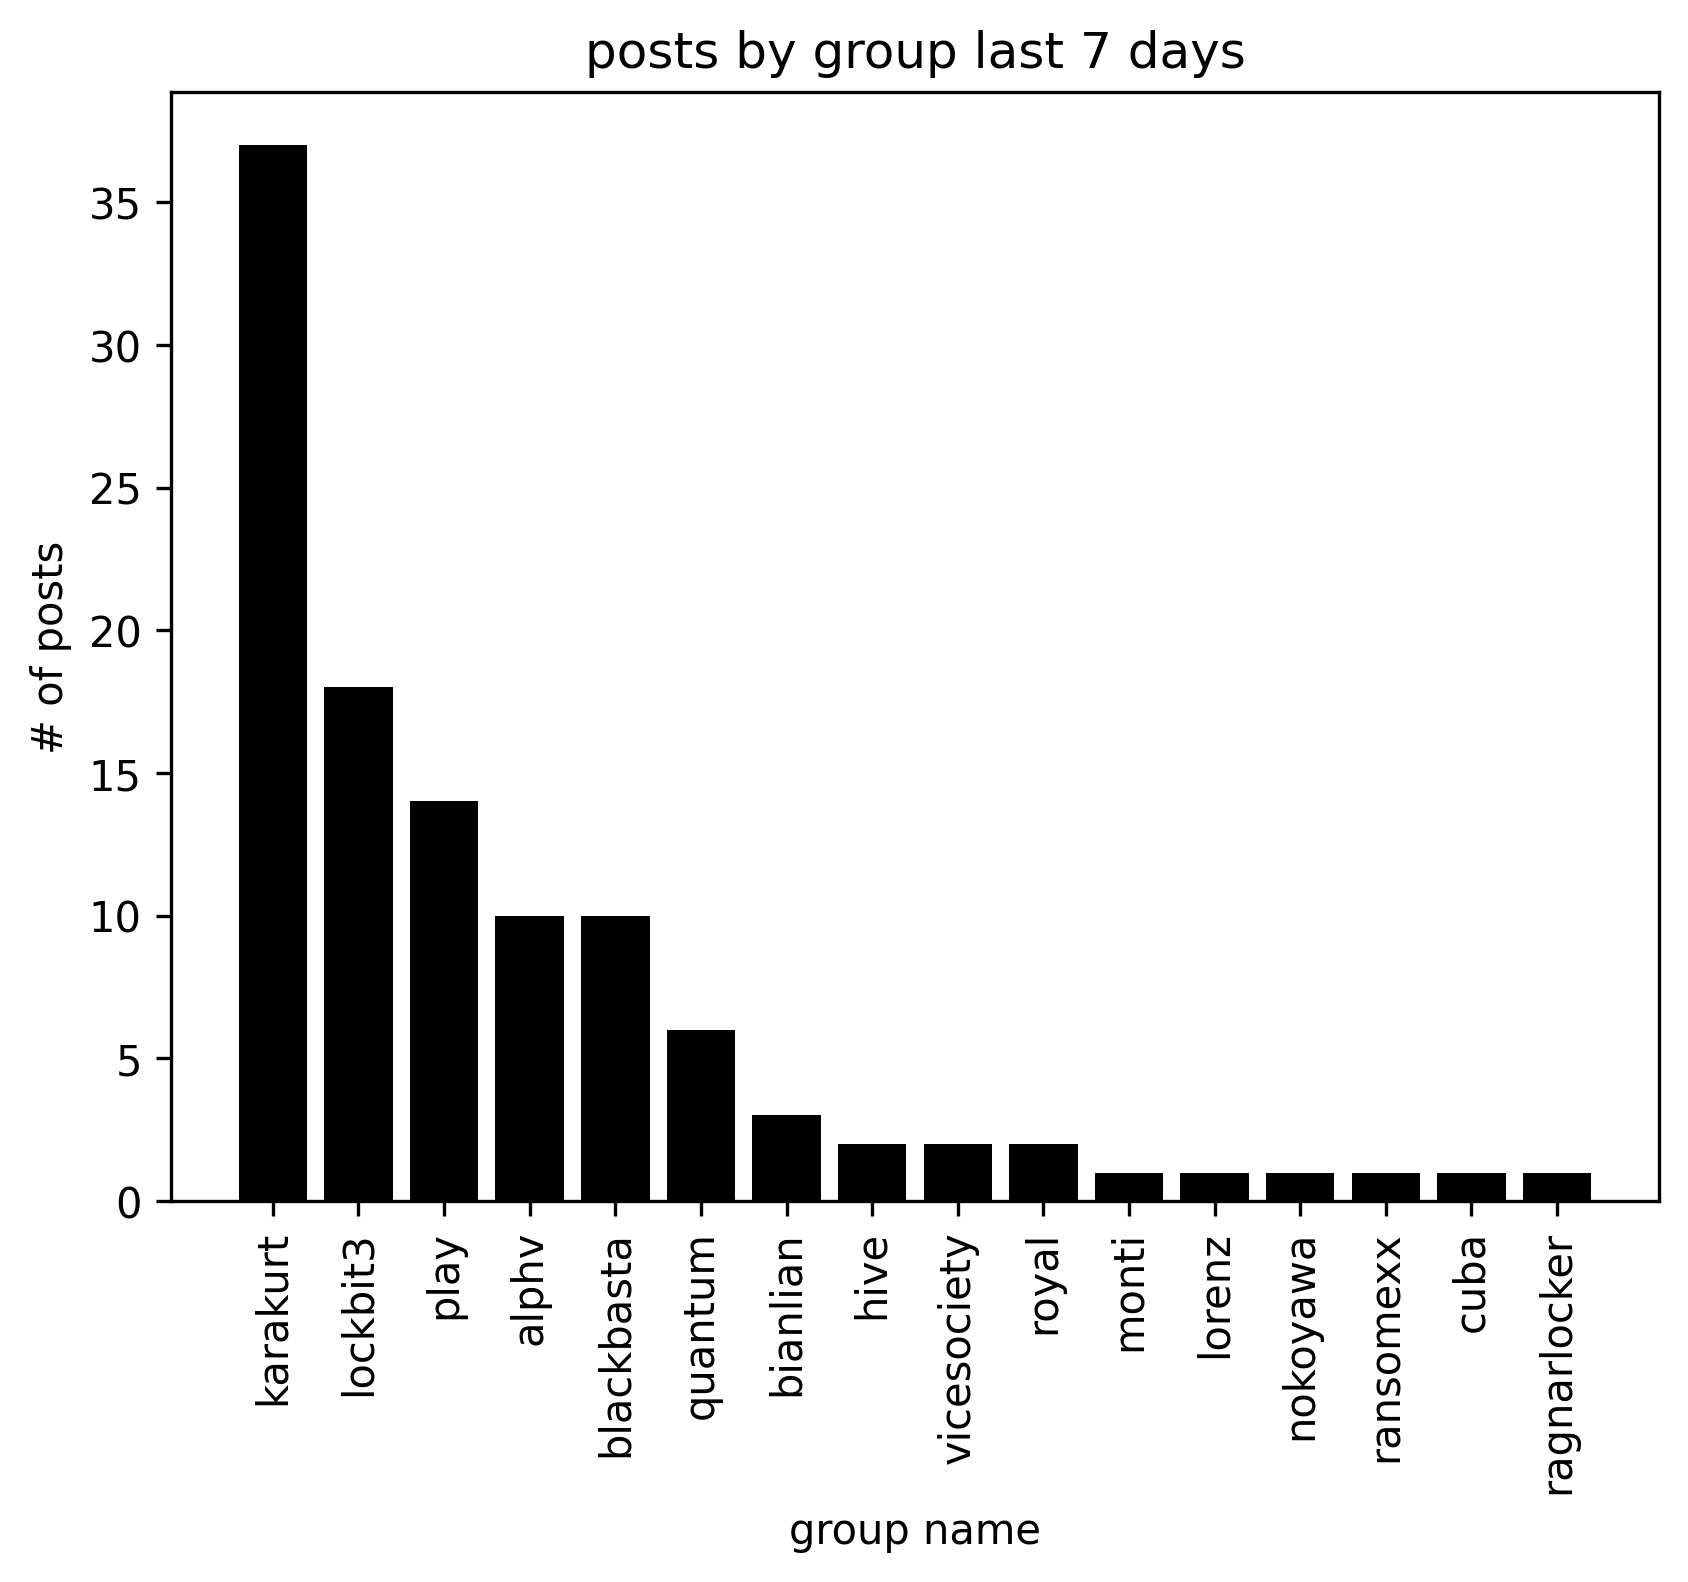 posts by group last 7 days
# of posts
35
30
25
20
15
10
5
0
karakurt
lockbit3
play
alphv
blackbasta
quantum
bianlian
hive
vicesociety
royal
monti
lorenz
nokoyawa
ransomexx
cuba
ragnarlocker
group name